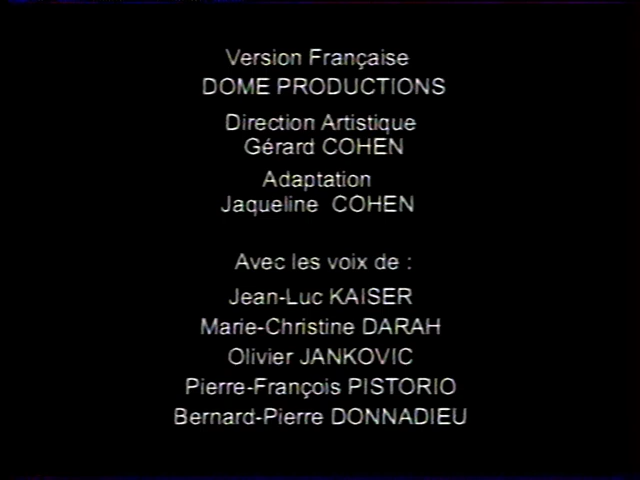 Version Française
DOME PRODUCTIONS
Direction Artistique
Gérard COHEN
Adaptation
Jaqueline COHEN
Avec les voix de :
Jean-Luc KAISER
Marie-Christine DARAH
Olivier JANKOVIC
Pierre-François PISTORIO
Bernard-Pierre DONNADIEU